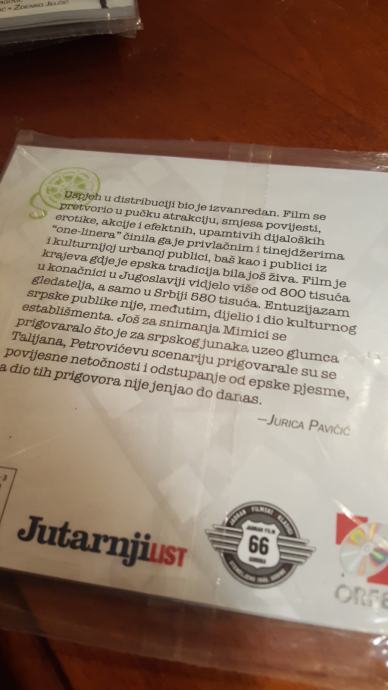 Uspjeh u distribuciji bio je izvanredan. Film se
pretvorio u pučku atrakciju, smjesa povijesti,
erotike, akcije i efektnih, upamtivih dijaloških
"one-linera" činila ga je privlačnim i tinejdžerima
i kulturnijoj urbanoj publici, baš kao i publici iz
krajeva gdje je epska tradicija bila još živa. Film je
u konačnici u Jugoslaviji vidjelo više od 800 tisuća
gledatelja, a samo u Srbiji 580 tisuća. Entuzijazam
srpske publike nije, međutim, dijelio i dio kulturnog
establišmenta. Još za snimanja Mimici se
prigovaralo što je za srpskog junaka uzeo glumca
Talijana, Petrovićevu scenariju prigovarale su se
povijesne netočnosti i odstupanje od epske pjesme,
a dio tih prigovora nije jenjao do danas.
—JURICA PAVIČIĆ
Jutarnji LIST
JADRAN FILM
66